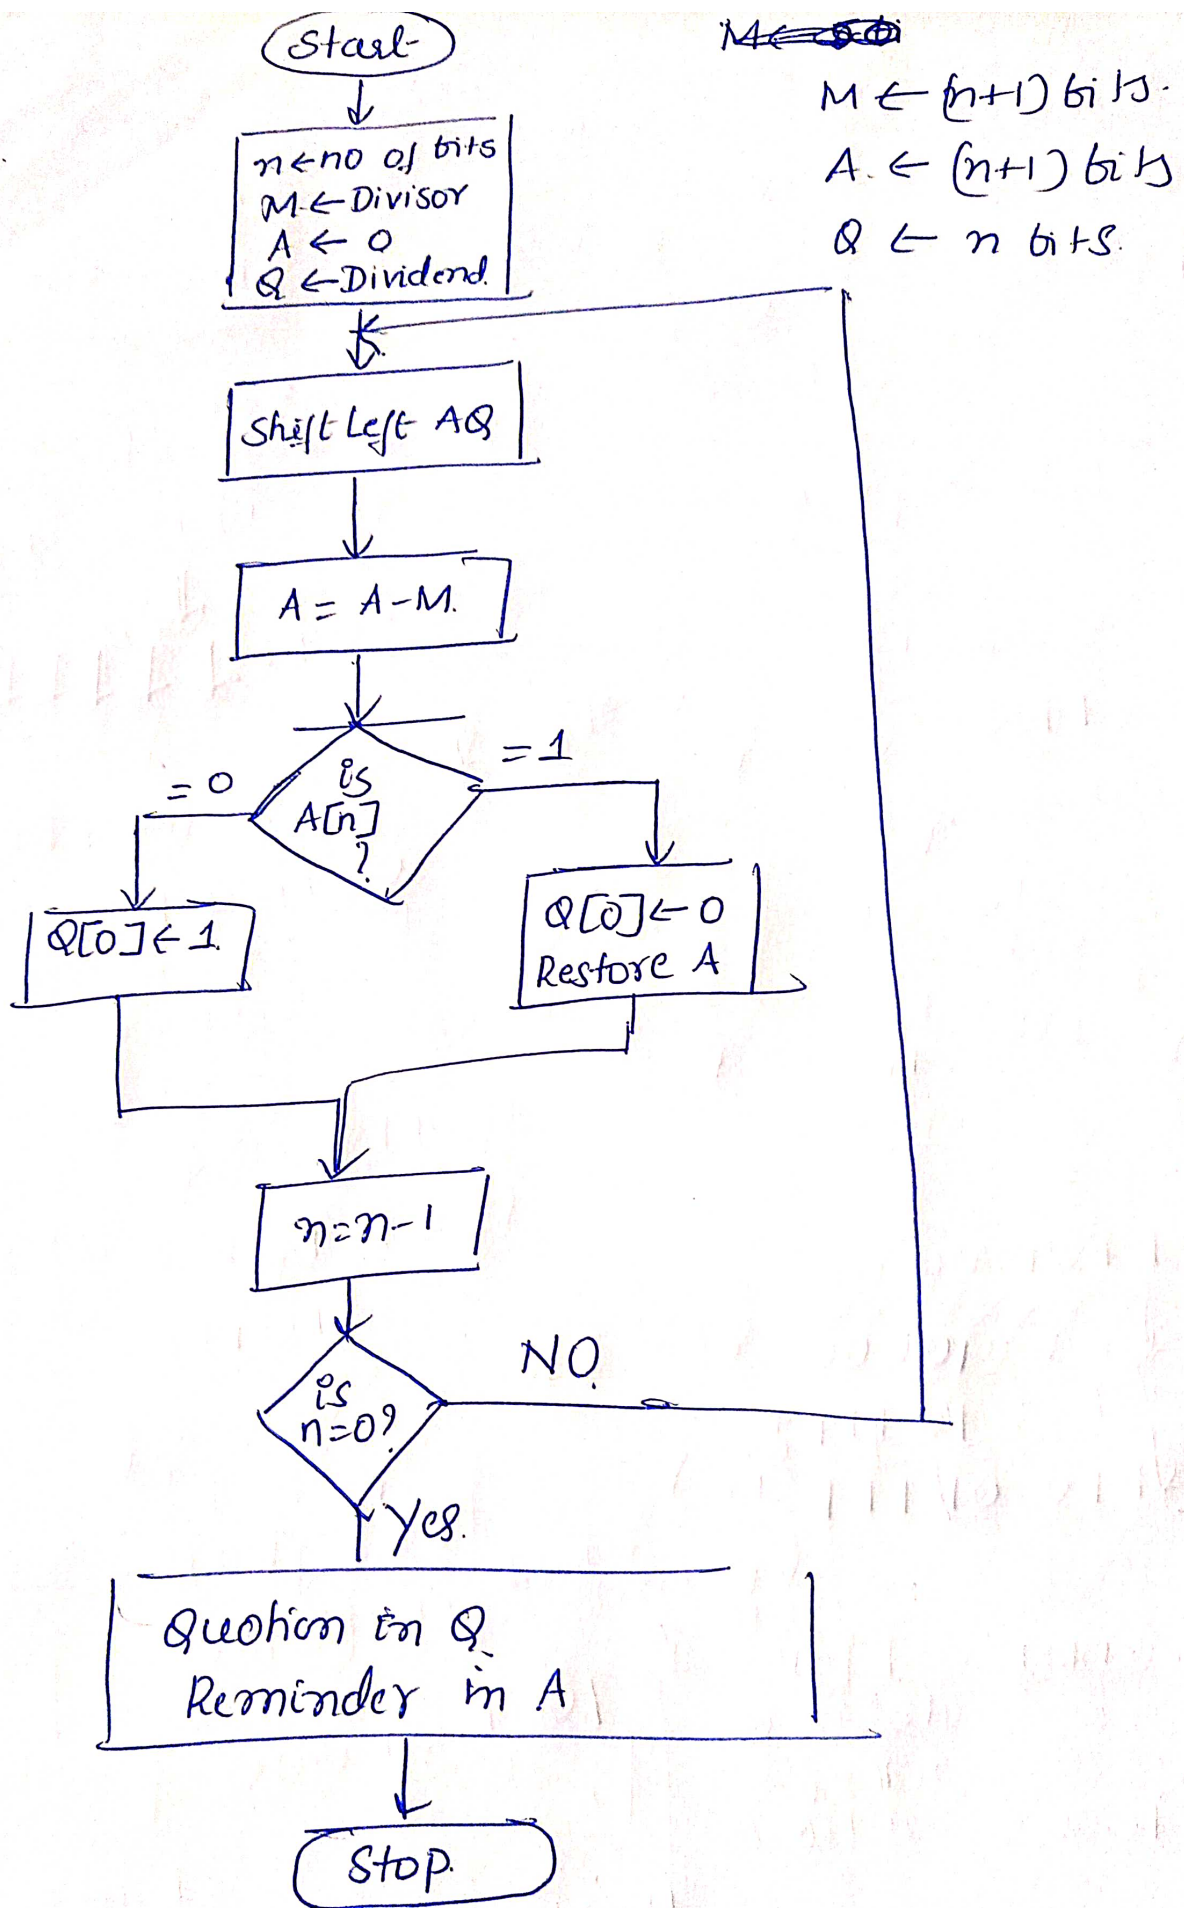 Start
M ← (n+1) bits.
A. ← (n+1) bits
Q ← n bits.
n ← no of bits
M ← Divisor
A ← 0
Q ← Dividend.
Shift Left AQ
A = A - M.
is
A[n]
?
= 0
= 1
Q[0] ← 1.
Q[0] ← 0
Restore A
n = n - 1
is
n=0?
NO.
Yes.
Quotion in Q
Reminder in A
Stop.